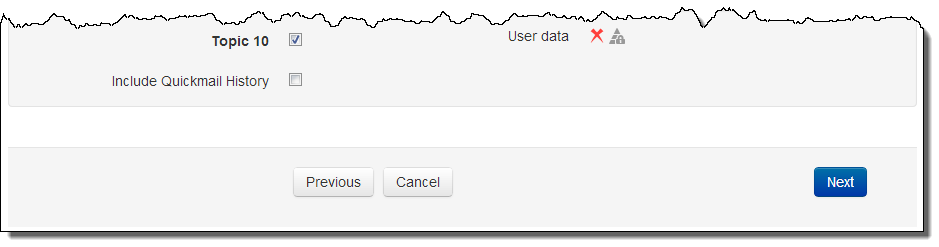 Topic 10 User data
Include Quickmail History
Previous Cancel Next